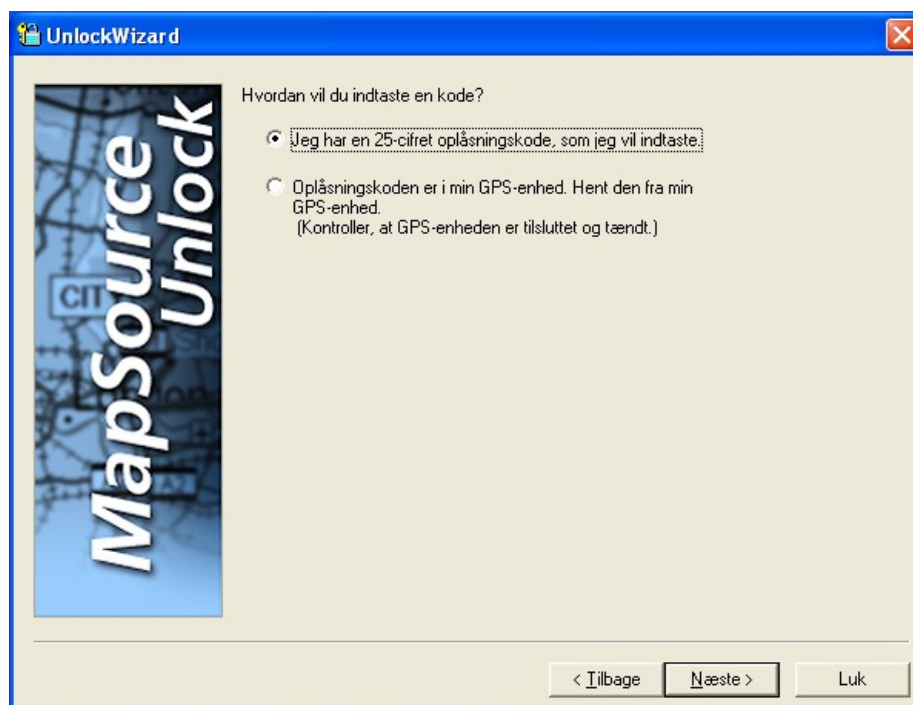 UnlockWizard
MapSource
Unlock
CIT
A2
Hvordan vil du indtaste en kode?
Jeg har en 25-cifret oplåsningskode, som jeg vil indtaste.
Oplåsningskoden er i min GPS-enhed. Hent den fra min
GPS-enhed.
(Kontroller, at GPS-enheden er tilsluttet og tændt.)
< Tilbage
Næste >
Luk